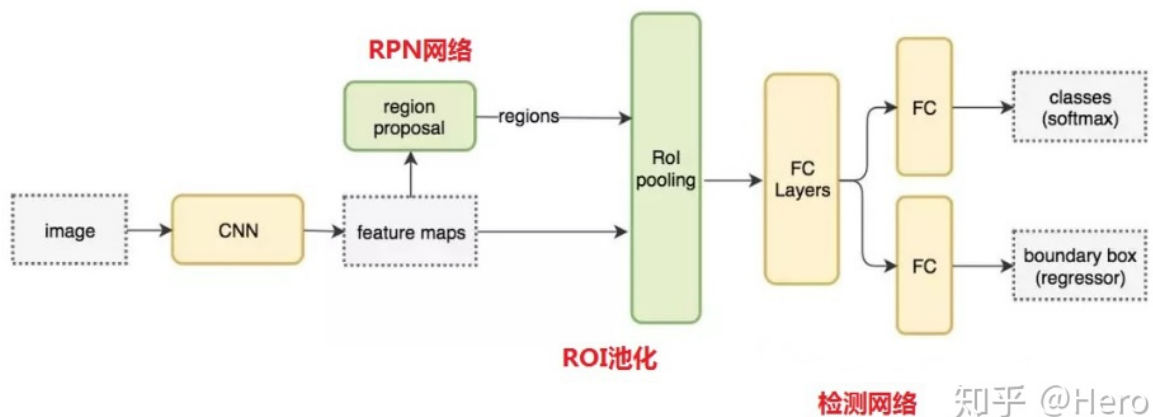 RPN网络
region
proposal
regions
image
CNN
feature maps
RoI
pooling
FC
Layers
FC
classes
(softmax)
FC
boundary box
(regressor)
ROI池化
检测网络
知乎 @Hero